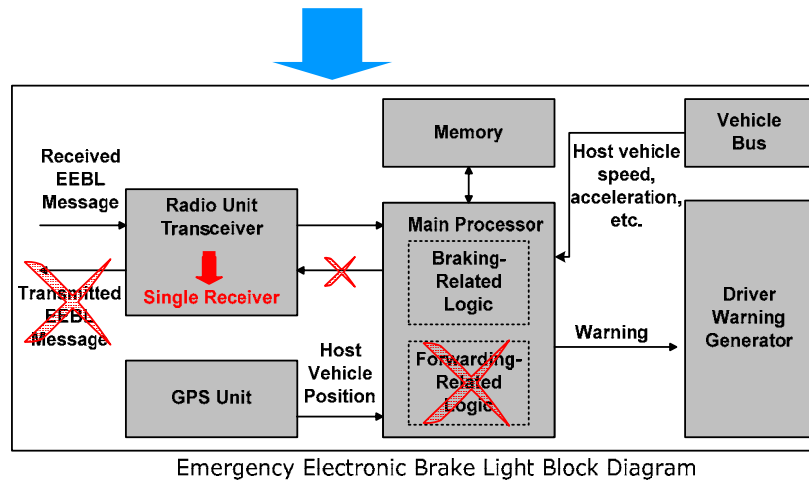 Memory
Vehicle
Bus
Received
EEBL
Message
Host vehicle
speed,
acceleration,
etc.
Radio Unit
Transceiver
Single Receiver
Main Processor
Braking-
Related
Logic
Transmitted
EEBL
Message
Driver
Warning
Generator
Warning
Host
Vehicle
Position
Forwarding-
Related
Logic
GPS Unit
Emergency Electronic Brake Light Block Diagram